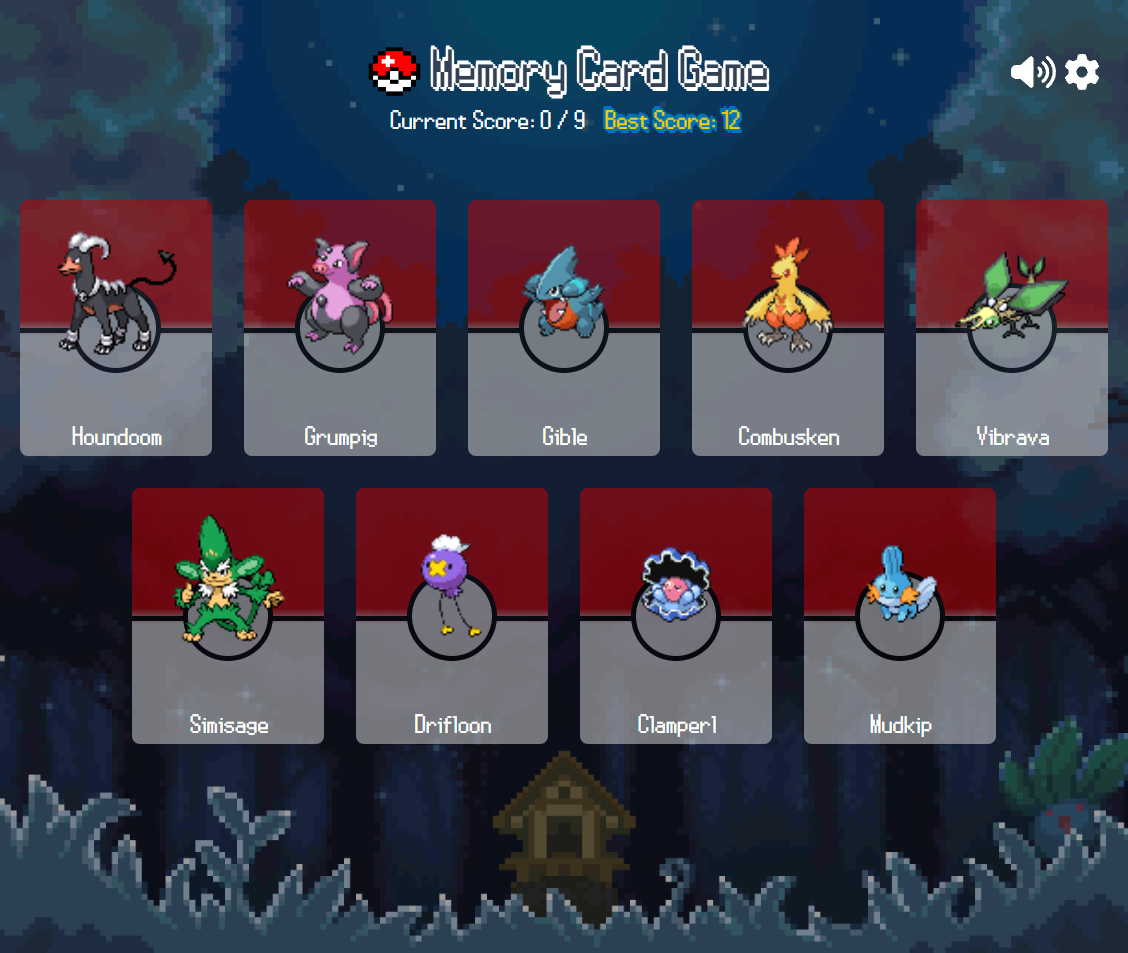 Memory Card Game
Current Score: 0 / 9 Best Score: 12
Houndoom Grumpig Gible Combusken Vibrava
Simisage Drifloon Clamperl Mudkip